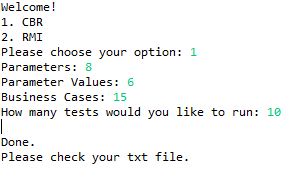 Welcome!
1. CBR
2. RMI
Please choose your option: 1
Parameters: 8
Parameter Values: 6
Business Cases: 15
How many tests would you like to run: 10
Done.
Please check your txt file.